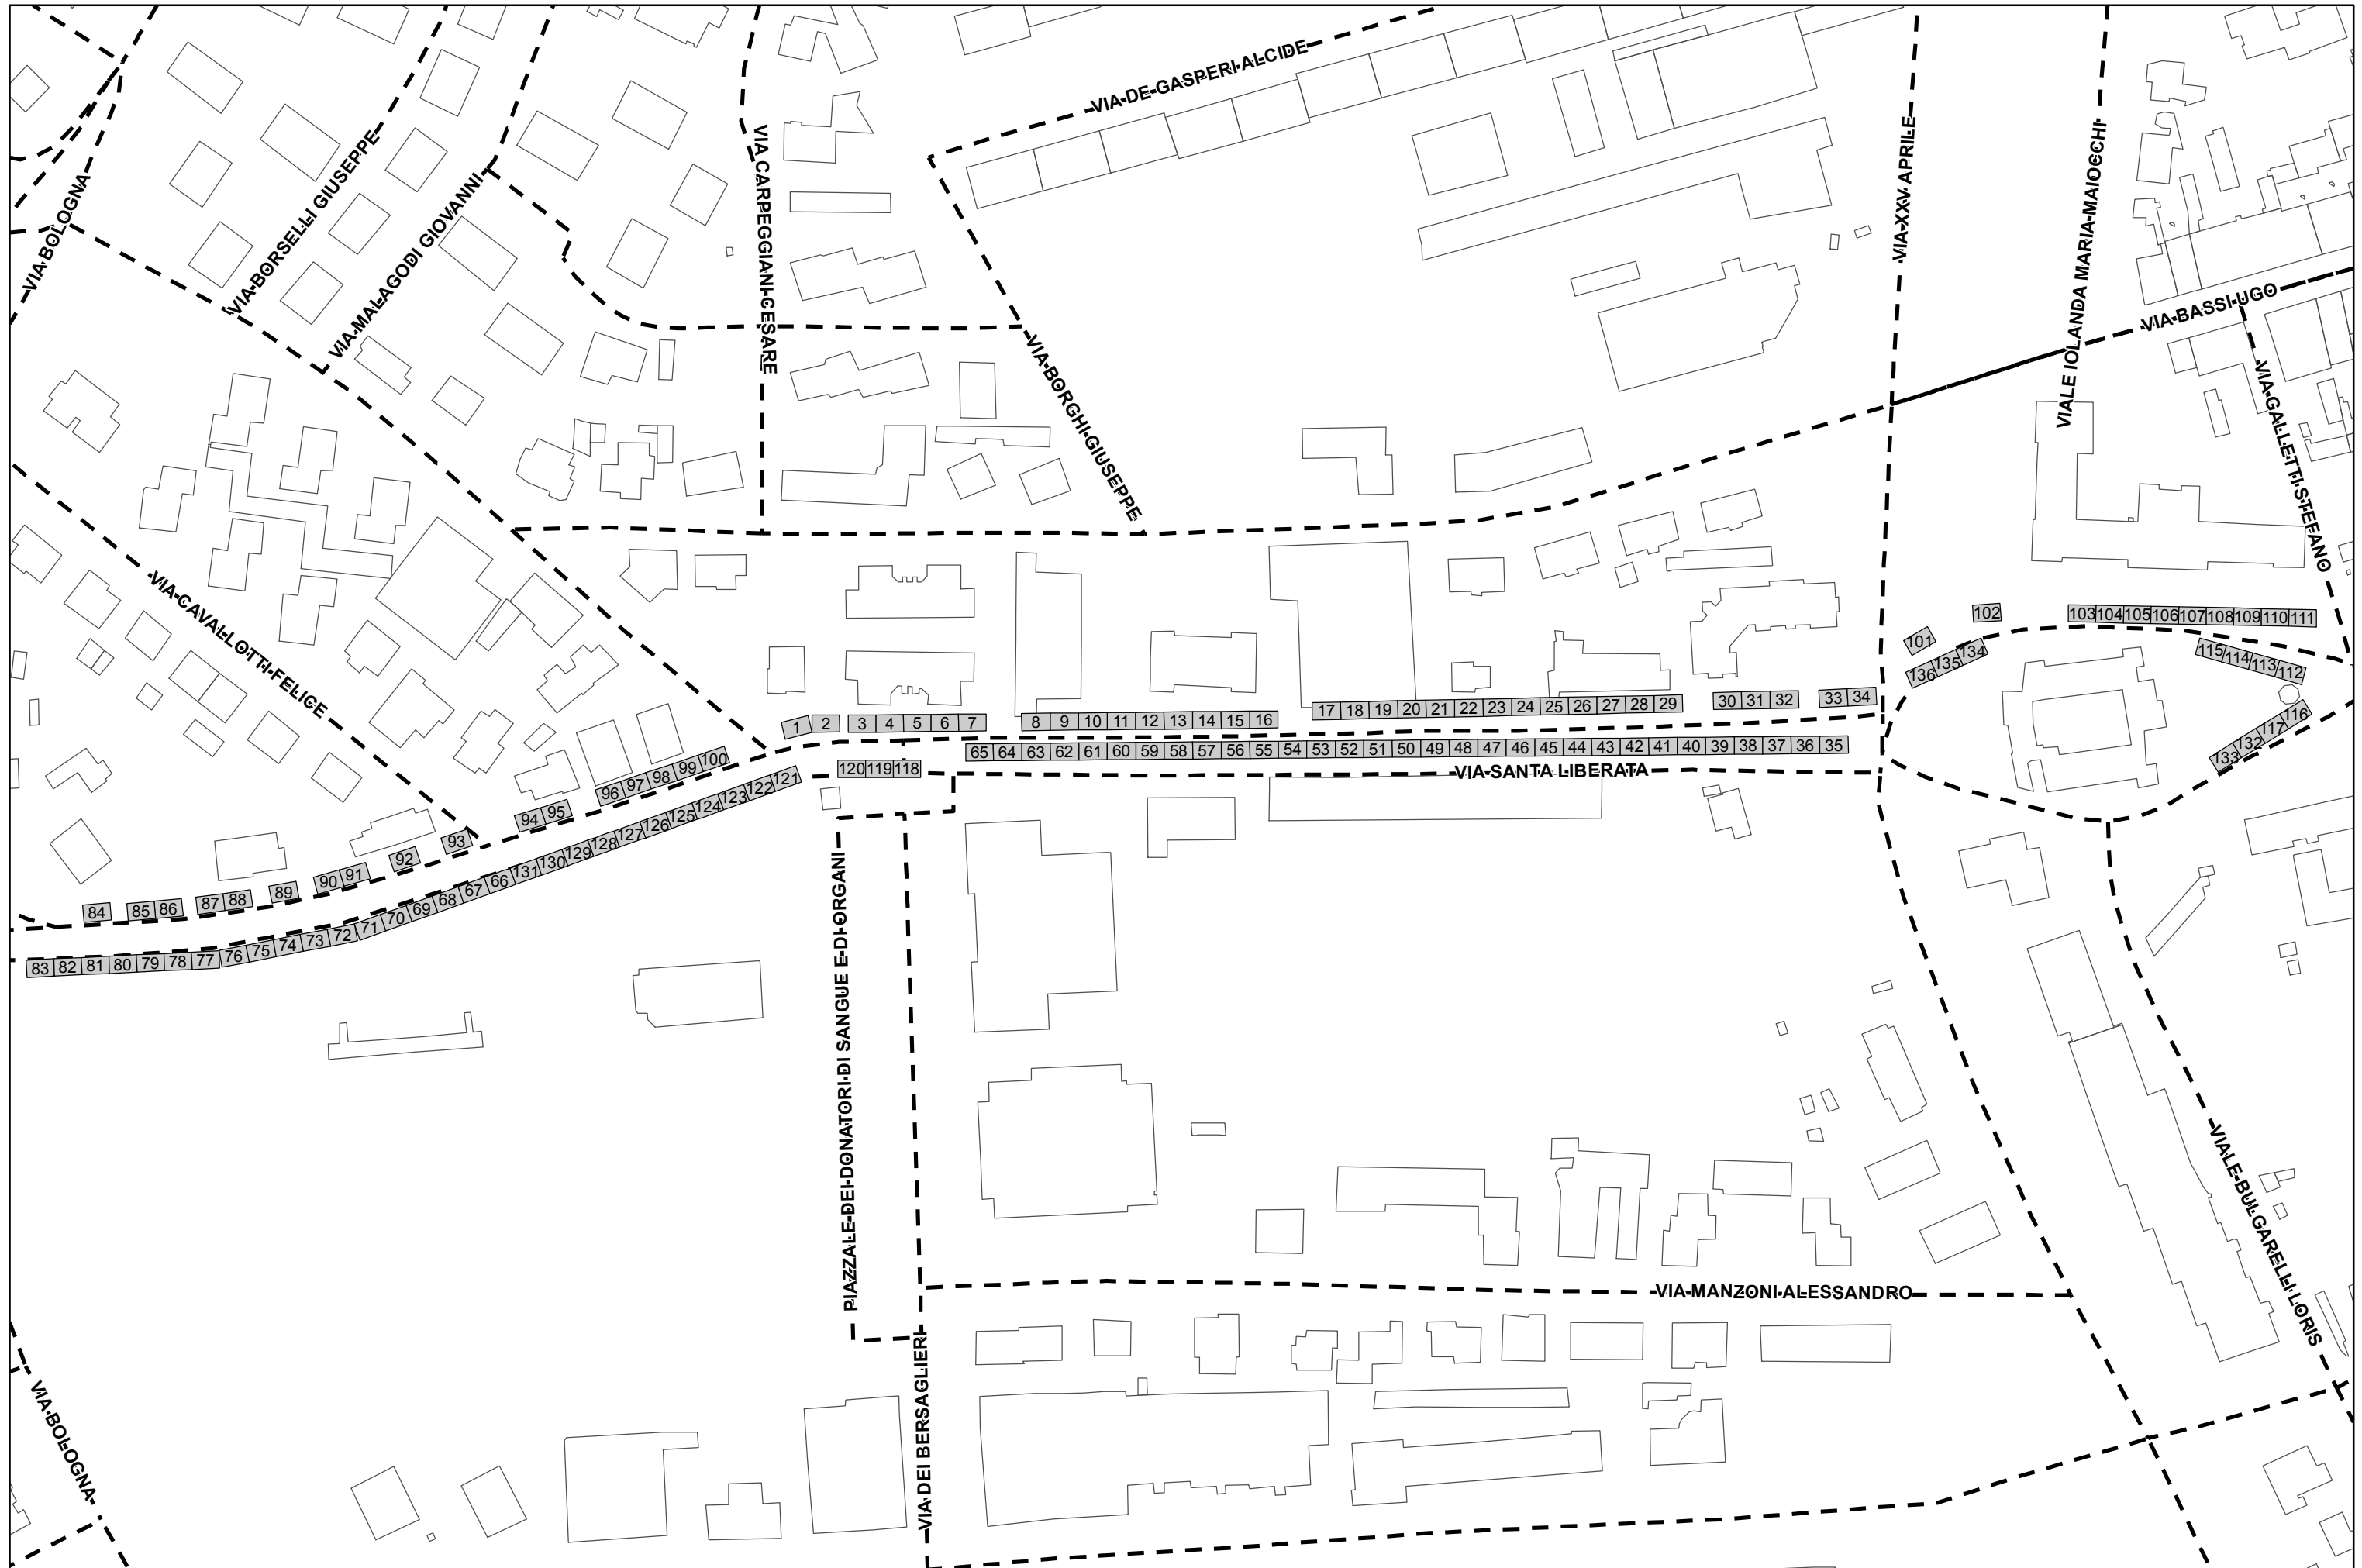 VIA DE GASPERI ALCIDE
VIA CARPEGGIANI CESARE
VIA XXV APRILE
VIALE IOLANDA MARIA MAIOCCHI
VIA BOLOGNA
VIA BORSELLI GIUSEPPE
VIA MALAGODI GIOVANNI
VIA BASSI UGO
VIA BORGHI GIUSEPPE
VIA GALLETTI STEFANO
VIA CAVALLOTTI FELICE
101 102 103 104 105 106 107 108 109 110 111
136 135 134 115 114 113 112
1 2 3 4 5 6 7 8 9 10 11 12 13 14 15 16 17 18 19 20 21 22 23 24 25 26 27 28 29 30 31 32 33 34
133 132 117 116
65 64 63 62 61 60 59 58 57 56 55 54 53 52 51 50 49 48 47 46 45 44 43 42 41 40 39 38 37 36 35
120 119 118
VIA SANTA LIBERATA
84 85 86 87 88 89 90 91 92 93 94 95 96 97 98 99 100
83 82 81 80 79 78 77 76 75 74 73 72 71 70 69 68 67 66 131 130 129 128 127 126 125 124 123 122 121
PIAZZALE DEI DONATORI DI SANGUE E DI ORGANI
VIALE BULGARELLI LORIS
VIA MANZONI ALESSANDRO
VIA DEI BERSAGLIERI
VIA BOLOGNA